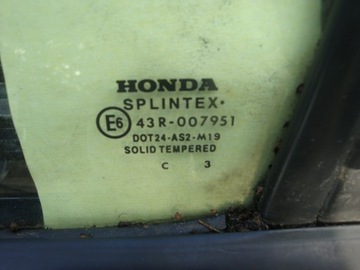 HONDA
SPLINTEX•
E6 43R-007951
DOT24-AS2-M19
SOLID TEMPERED
C 3